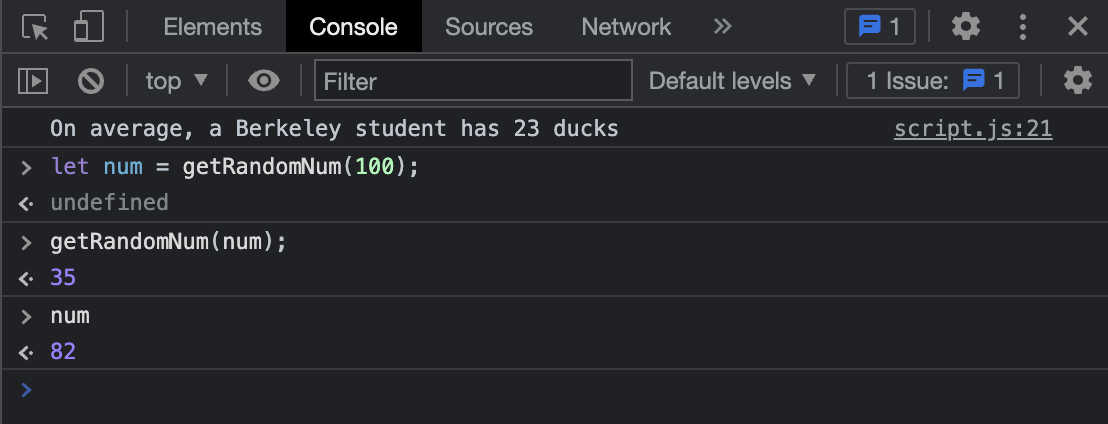 Elements Console Sources Network 1
top Filter Default levels 1 Issue: 1
On average, a Berkeley student has 23 ducks script.js:21
let num = getRandomNum(100);
undefined
getRandomNum(num);
35
num
82